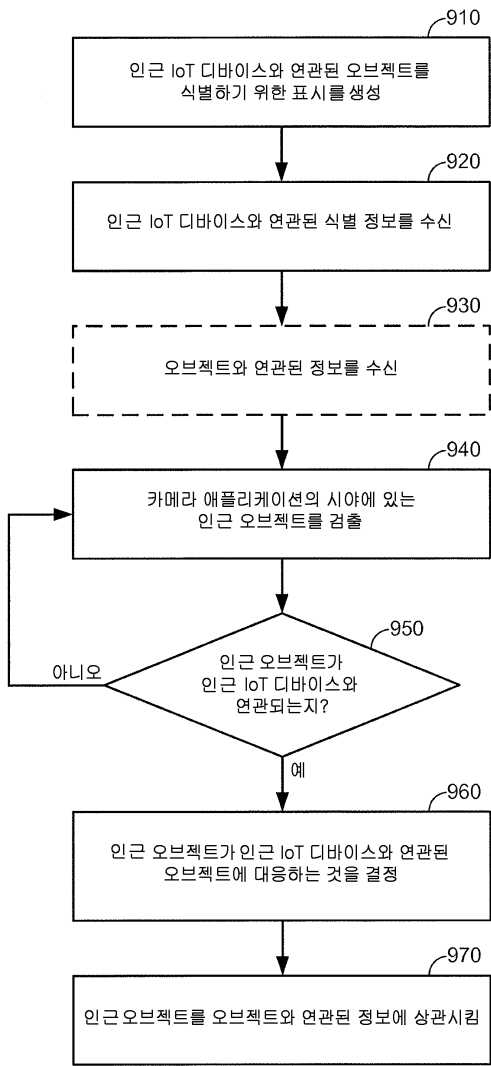 910
인근 IoT 디바이스와 연관된 오브젝트를
식별하기 위한 표시를 생성
920
인근 IoT 디바이스와 연관된 식별 정보를 수신
930
오브젝트와 연관된 정보를 수신
940
카메라 애플리케이션의 시야에 있는
인근 오브젝트를 검출
950
인근 오브젝트가
인근 IoT 디바이스와
연관되는지?
아니오
예
960
인근 오브젝트가 인근 IoT 디바이스와 연관된
오브젝트에 대응하는 것을 결정
970
인근 오브젝트를 오브젝트와 연관된 정보에 상관시킴